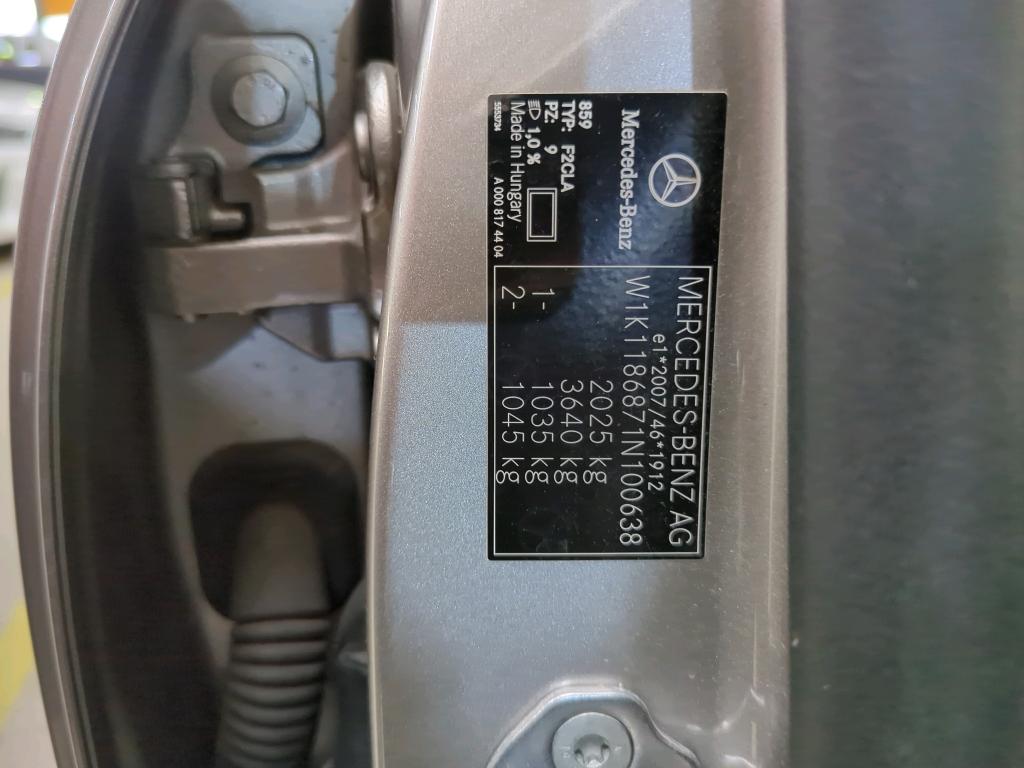 Mercedes-Benz
859
TYP: F2CLA
PZ: 9
1,0 %
Made in Hungary
5553734
A 000 817 44 04
MERCEDES-BENZ AG
e1*2007/46*1912
W1K1186871N100638
2025 kg
3640 kg
1- 1035 kg
2- 1045 kg